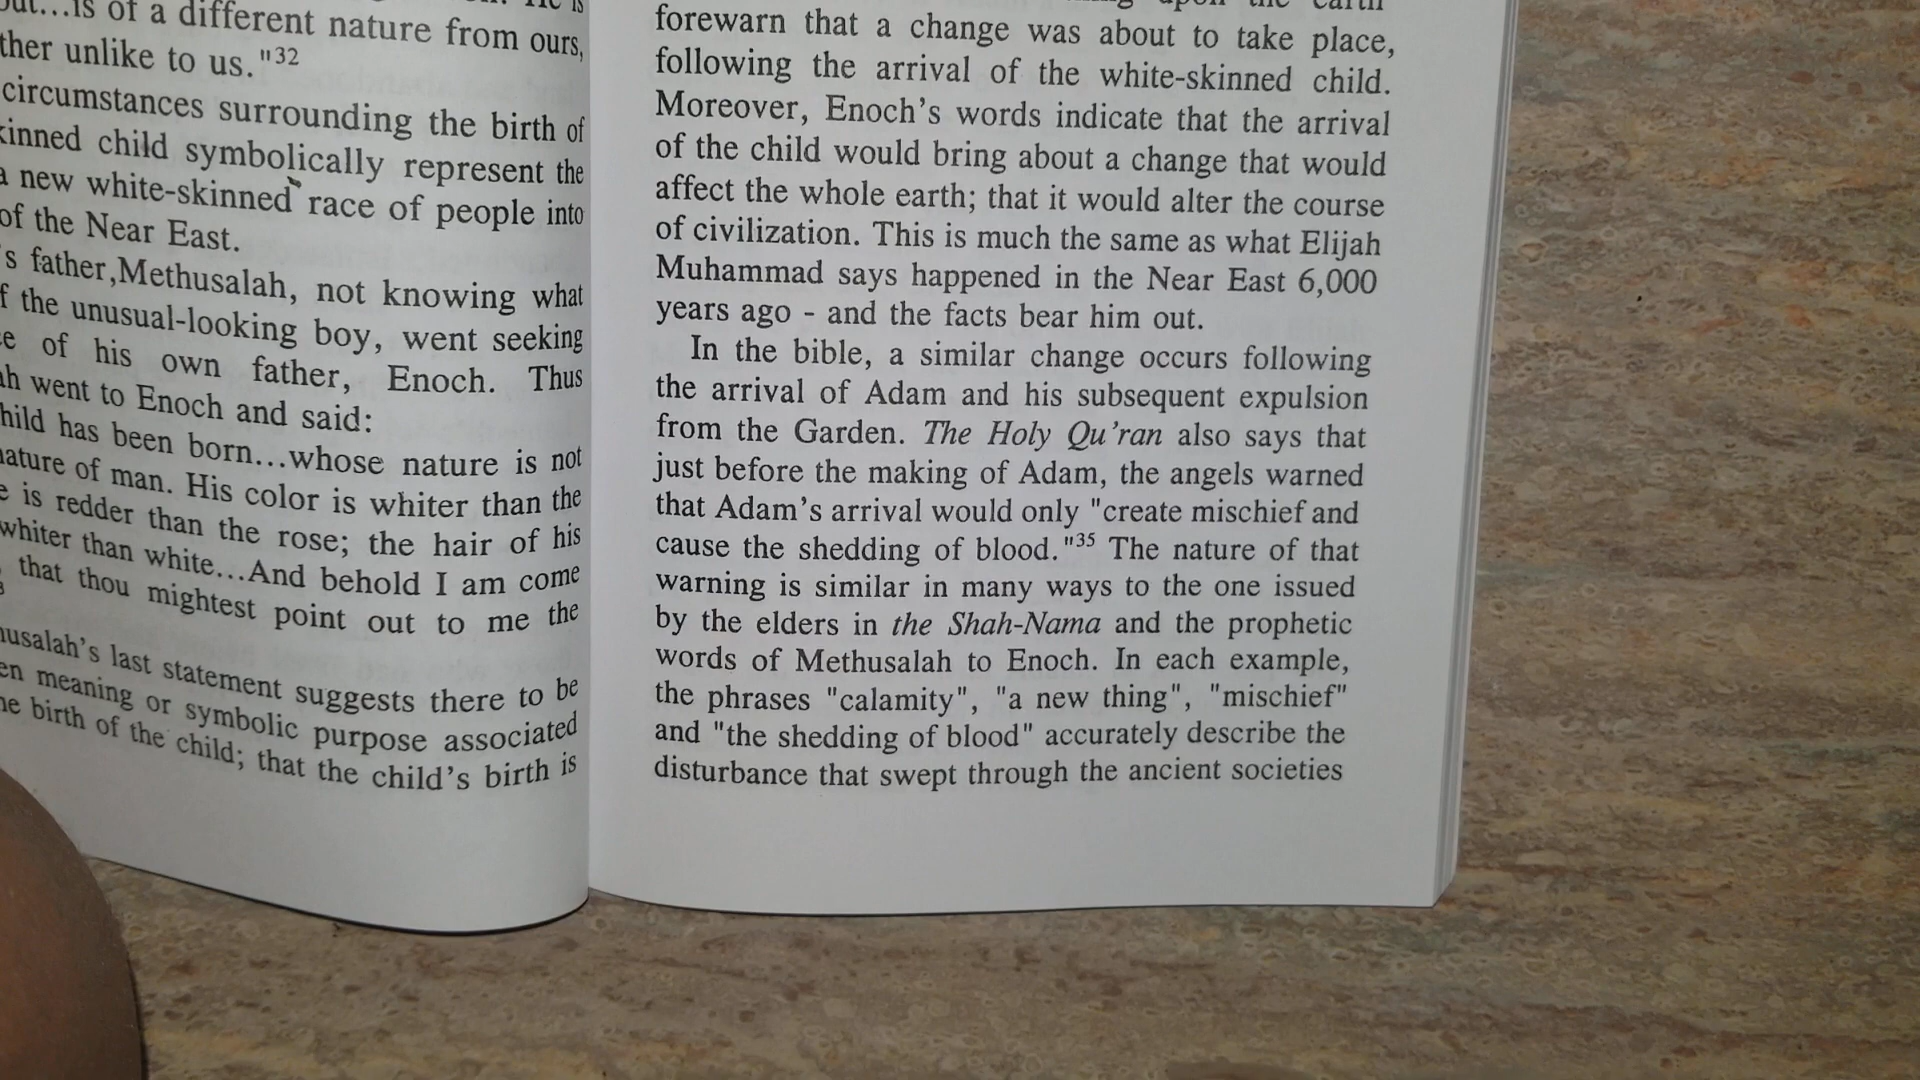 of a different nature from ours,
unlike to us."32
circumstances surrounding the birth of
child symbolically represent the
new white-skinned race of people into
of the Near East.
father,Methusalah, not knowing what
the unusual-looking boy, went seeking
of his own father, Enoch. Thus
went to Enoch and said:
has been born...whose nature is not
of man. His color is whiter than the
is redder than the rose; the hair of his
whiter than white...And behold I am come
that thou mightest point out to me the
last statement suggests there to be
meaning or symbolic purpose associated
birth of the child; that the child's birth is
upon the earth
forewarn that a change was about to take place,
following the arrival of the white-skinned child.
Moreover, Enoch's words indicate that the arrival
of the child would bring about a change that would
affect the whole earth; that it would alter the course
of civilization. This is much the same as what Elijah
Muhammad says happened in the Near East 6,000
years ago - and the facts bear him out.
In the bible, a similar change occurs following
the arrival of Adam and his subsequent expulsion
from the Garden. The Holy Qu'ran also says that
just before the making of Adam, the angels warned
that Adam's arrival would only "create mischief and
cause the shedding of blood."35 The nature of that
warning is similar in many ways to the one issued
by the elders in the Shah-Nama and the prophetic
words of Methusalah to Enoch. In each example,
the phrases "calamity", "a new thing", "mischief"
and "the shedding of blood" accurately describe the
disturbance that swept through the ancient societies